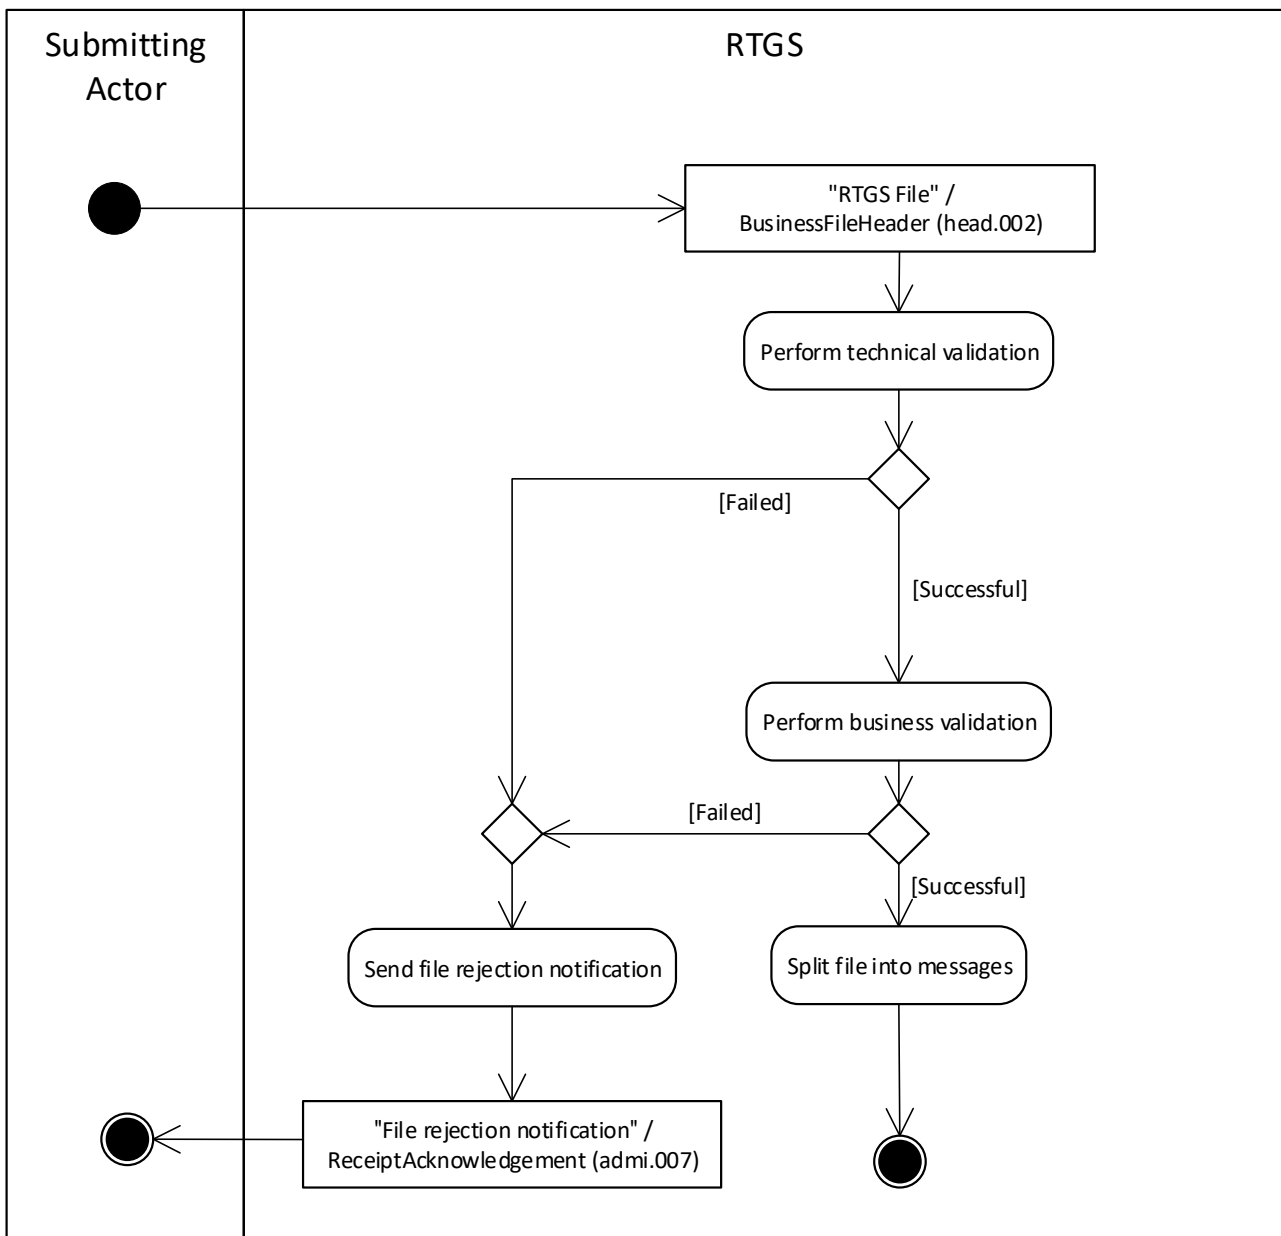 Submitting
Actor
RTGS
"RTGS File" /
BusinessFileHeader (head.002)
Perform technical validation
[Failed]
[Successful]
Perform business validation
[Failed]
[Successful]
Send file rejection notification
Split file into messages
"File rejection notification" /
ReceiptAcknowledgement (admi.007)